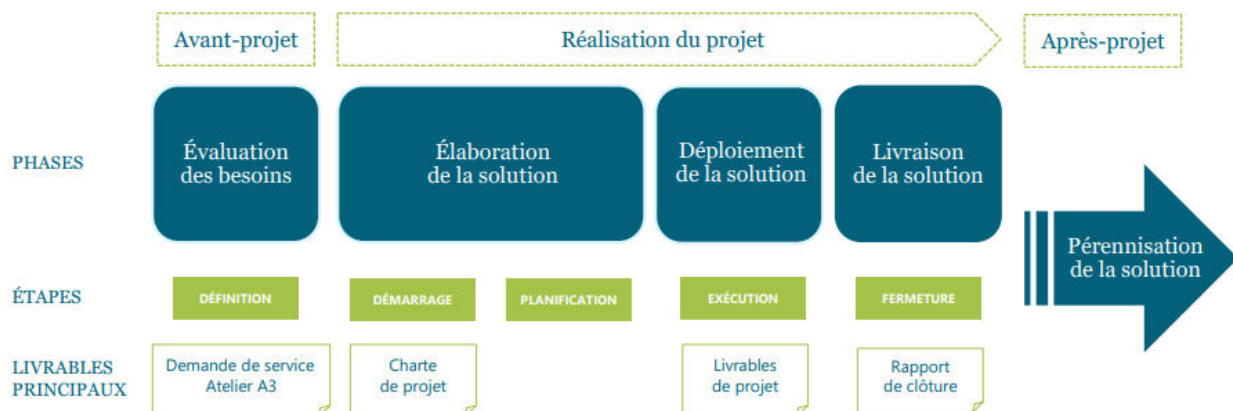 Avant-projet
Réalisation du projet
Après-projet
PHASES
Évaluation
des besoins
Élaboration
de la solution
Déploiement
de la solution
Livraison
de la solution
Pérennisation
de la solution
ÉTAPES
DÉFINITION
DÉMARRAGE
PLANIFICATION
EXÉCUTION
FERMETURE
LIVRABLES
PRINCIPAUX
Demande de service
Atelier A3
Charte
de projet
Livrables
de projet
Rapport
de clôture